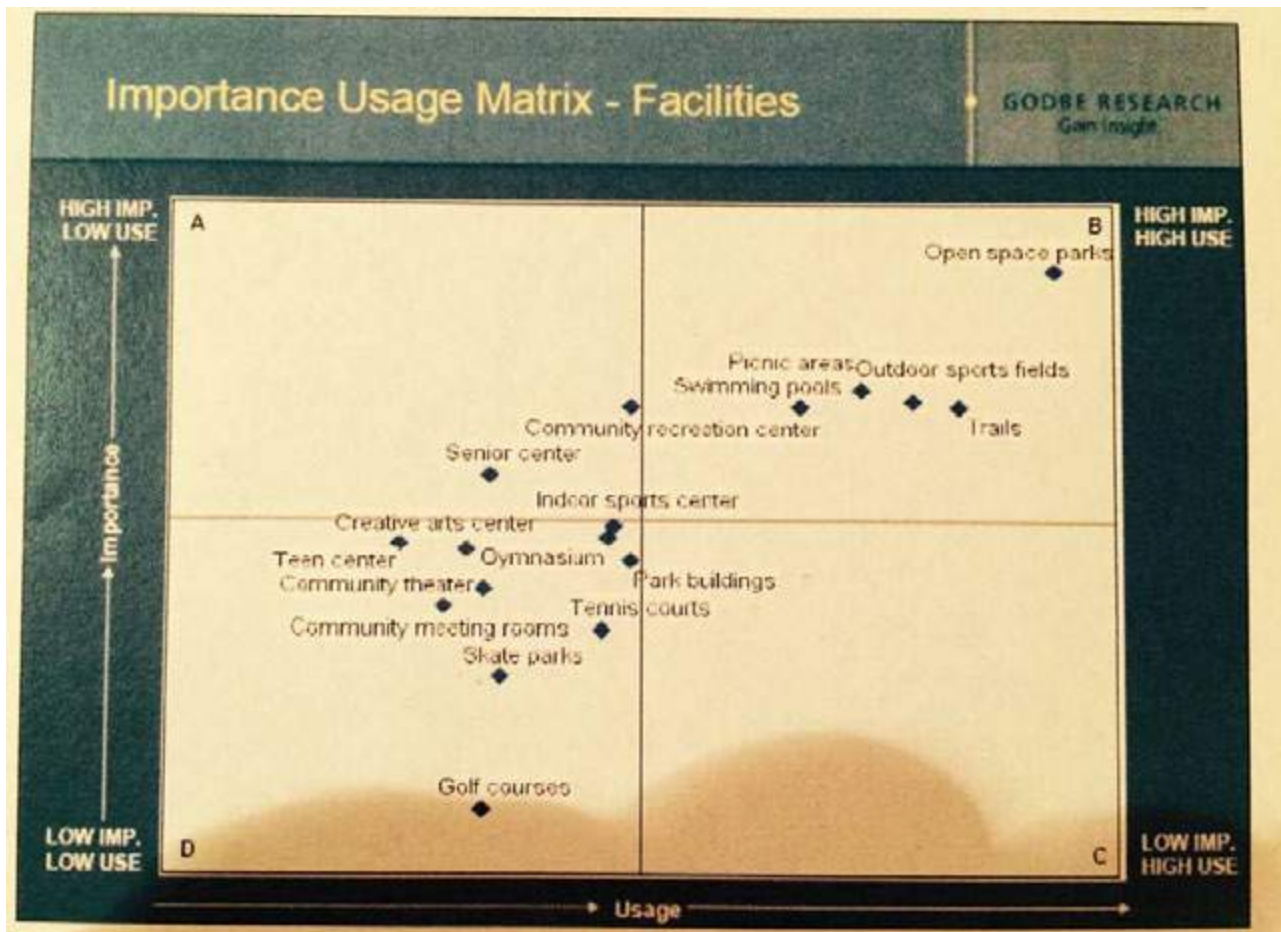 Importance Usage Matrix - Facilities
GODBE RESEARCH
Gain Insight
HIGH IMP.
LOW USE
A
B
HIGH IMP.
HIGH USE
Open space parks
Picnic areas
Outdoor sports fields
Swimming pools
Community recreation center
Trails
Senior center
Indoor sports center
Creative arts center
Teen center
Gymnasium
Community theater
Park buildings
Tennis courts
Community meeting rooms
Skate parks
Golf courses
Importance
LOW IMP.
LOW USE
D
C
LOW IMP.
HIGH USE
Usage